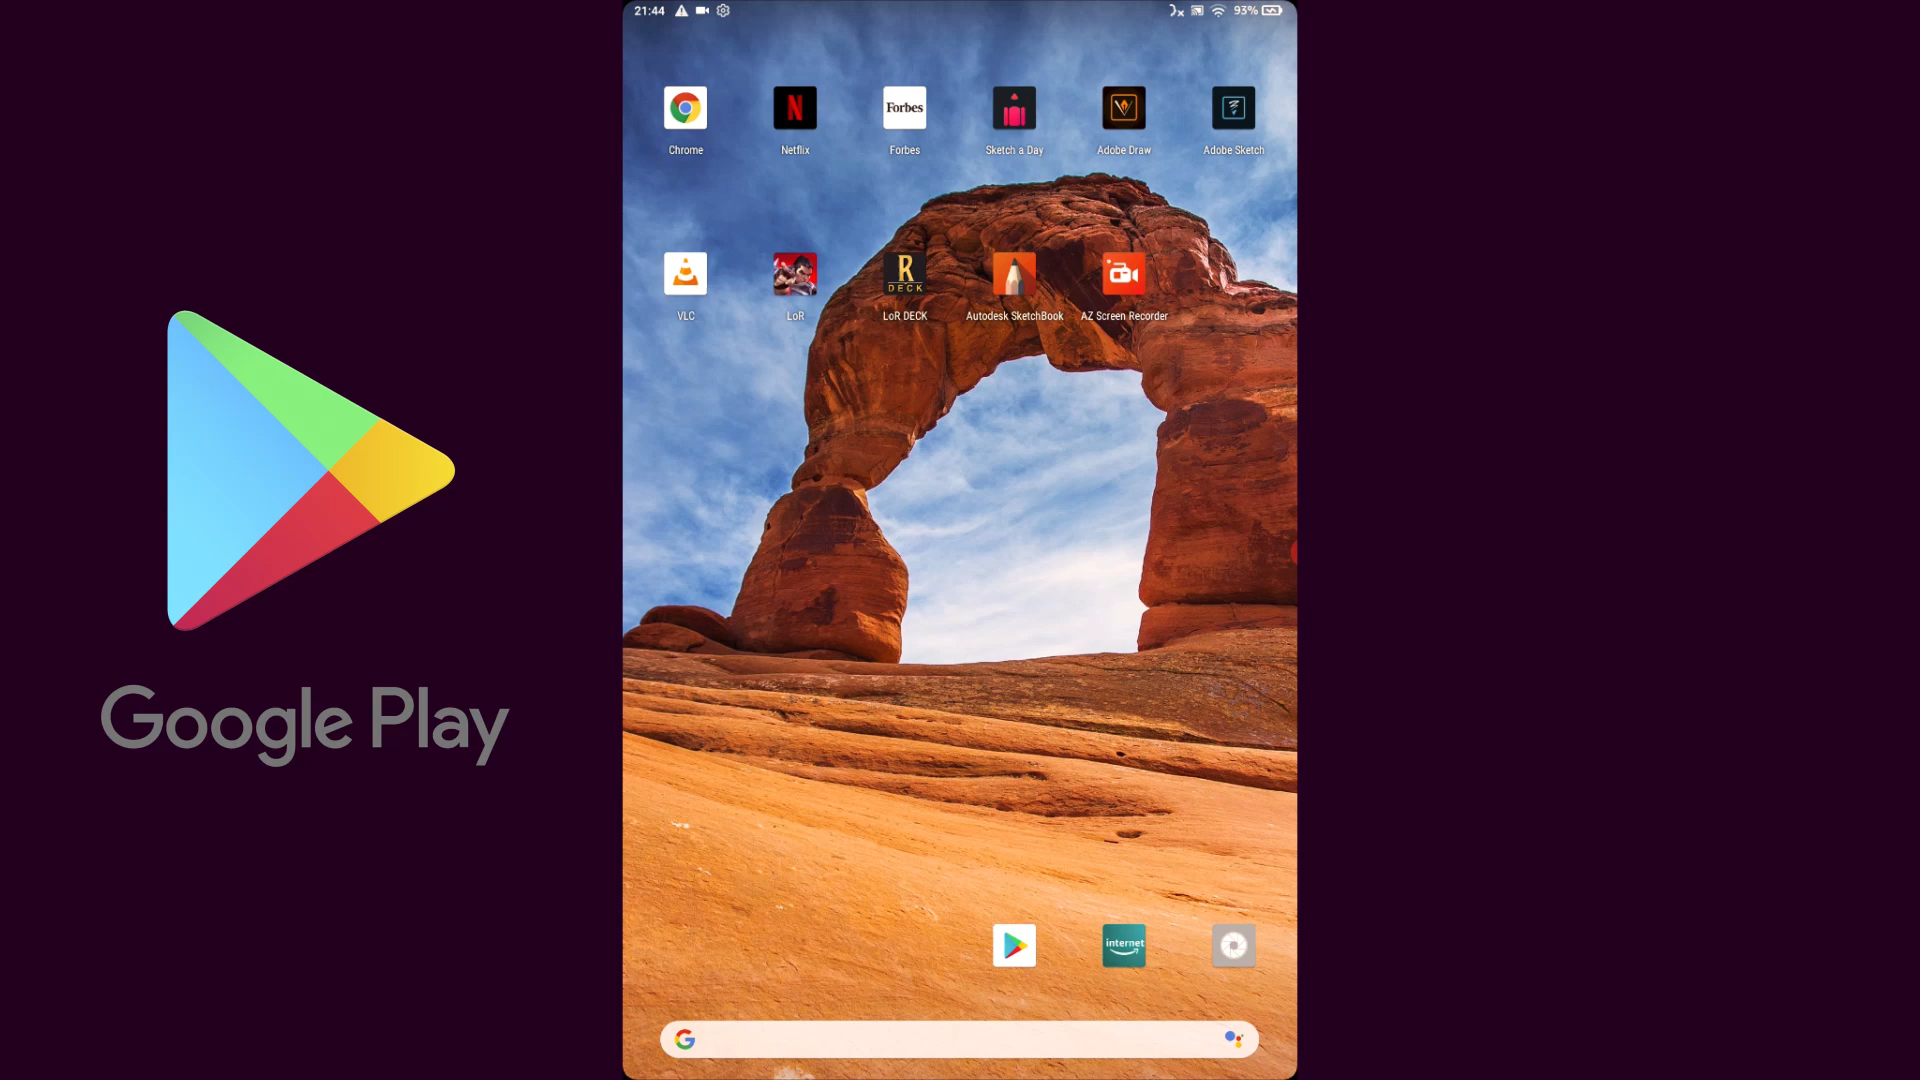 21:44
93%
Forbes
Chrome
Netflix
Forbes
Sketch a Day
Adobe Draw
Adobe Sketch
R
DECK
VLC
LoR
LoR DECK
Autodesk SketchBook
AZ Screen Recorder
Google Play
internet